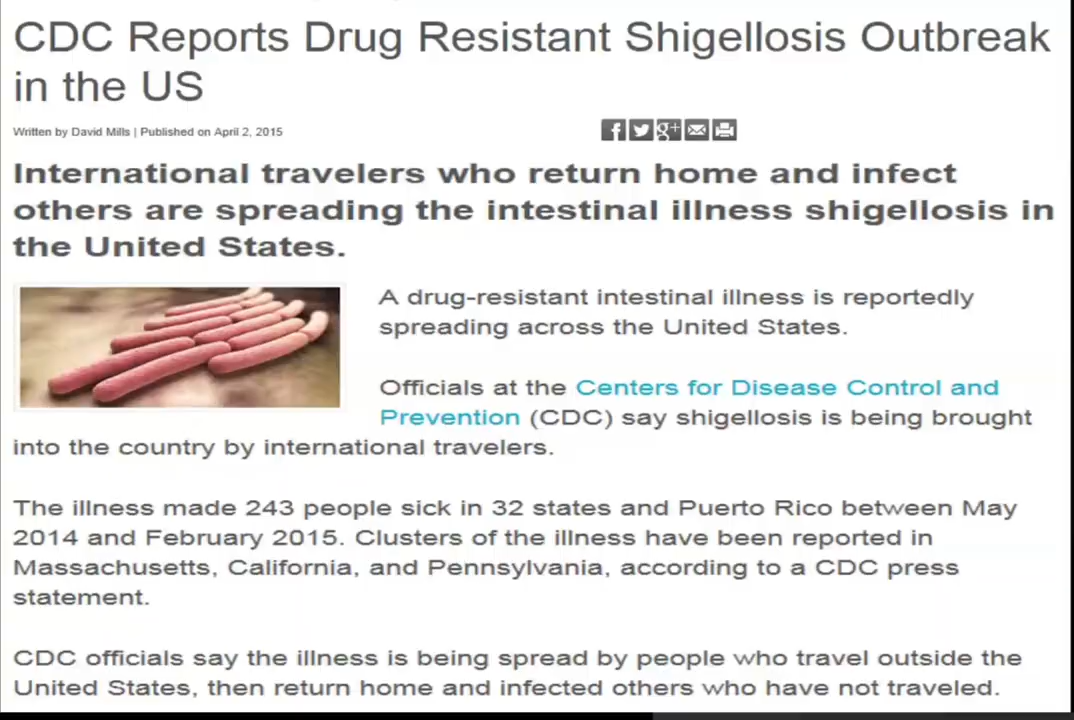 CDC Reports Drug Resistant Shigellosis Outbreak
in the US
Written by David Mills | Published on April 2, 2015
f g+
International travelers who return home and infect
others are spreading the intestinal illness shigellosis in
the United States.
A drug-resistant intestinal illness is reportedly
spreading across the United States.
Officials at the Centers for Disease Control and
Prevention (CDC) say shigellosis is being brought
into the country by international travelers.
The illness made 243 people sick in 32 states and Puerto Rico between May
2014 and February 2015. Clusters of the illness have been reported in
Massachusetts, California, and Pennsylvania, according to a CDC press
statement.
CDC officials say the illness is being spread by people who travel outside the
United States, then return home and infected others who have not traveled.